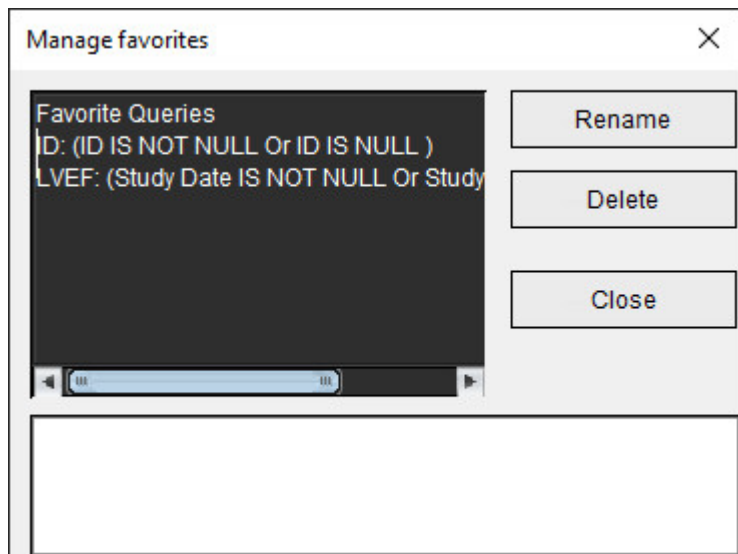 Manage favorites
Favorite Queries
ID: (ID IS NOT NULL Or ID IS NULL )
LVEF: (Study Date IS NOT NULL Or Study
Rename
Delete
Close